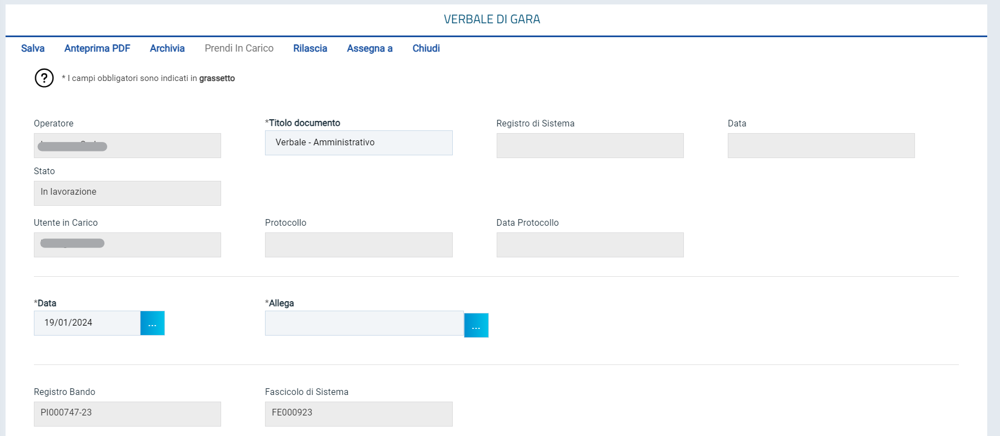 VERBALE DI GARA
Salva Anteprima PDF Archivia Prendi In Carico Rilascia Assegna a Chiudi
? * I campi obbligatori sono indicati in grassetto
Operatore *Titolo documento Registro di Sistema Data
Verbale - Amministrativo
Stato
In lavorazione
Utente in Carico Protocollo Data Protocollo
*Data *Allega
19/01/2024 ... ...
Registro Bando Fascicolo di Sistema
PI000747-23 FE000923